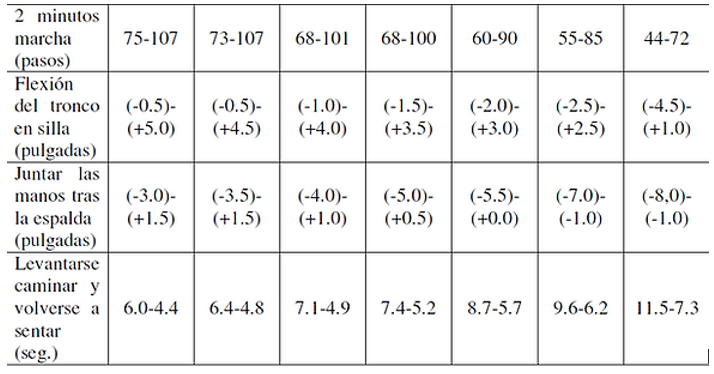 2 minutos
marcha
(pasos)
75-107 73-107 68-101 68-100 60-90 55-85 44-72
Flexión
del tronco
en silla
(pulgadas)
(-0.5)- (-0.5)- (-1.0)- (-1.5)- (-2.0)- (-2.5)- (-4.5)-
(+5.0) (+4.5) (+4.0) (+3.5) (+3.0) (+2.5) (+1.0)
Juntar las
manos tras
la espalda
(pulgadas)
(-3.0)- (-3.5)- (-4.0)- (-5.0)- (-5.5)- (-7.0)- (-8,0)-
(+1.5) (+1.5) (+1.0) (+0.5) (+0.0) (-1.0) (-1.0)
Levantarse
caminar y
volverse a
sentar
(seg.)
6.0-4.4 6.4-4.8 7.1-4.9 7.4-5.2 8.7-5.7 9.6-6.2 11.5-7.3